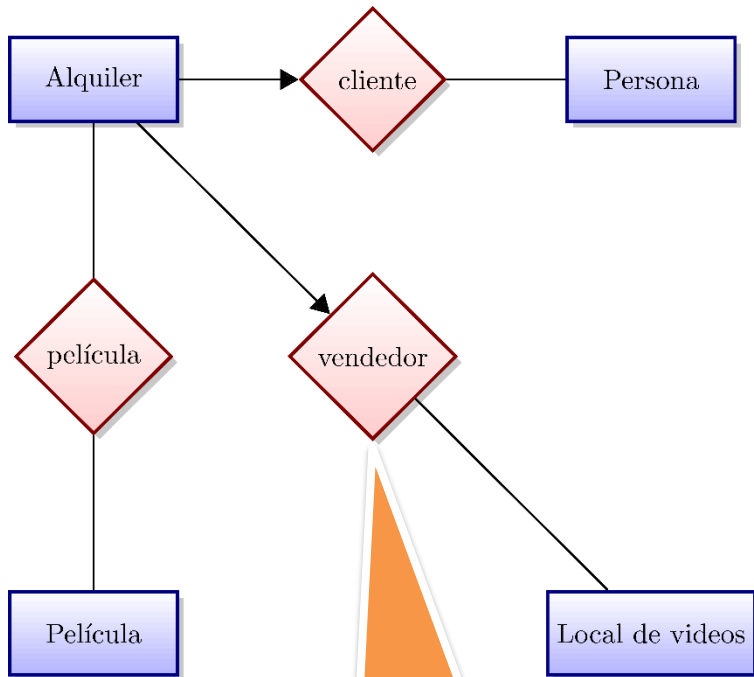 Alquiler
cliente
Persona
película
vendedor
Película
Local de videos